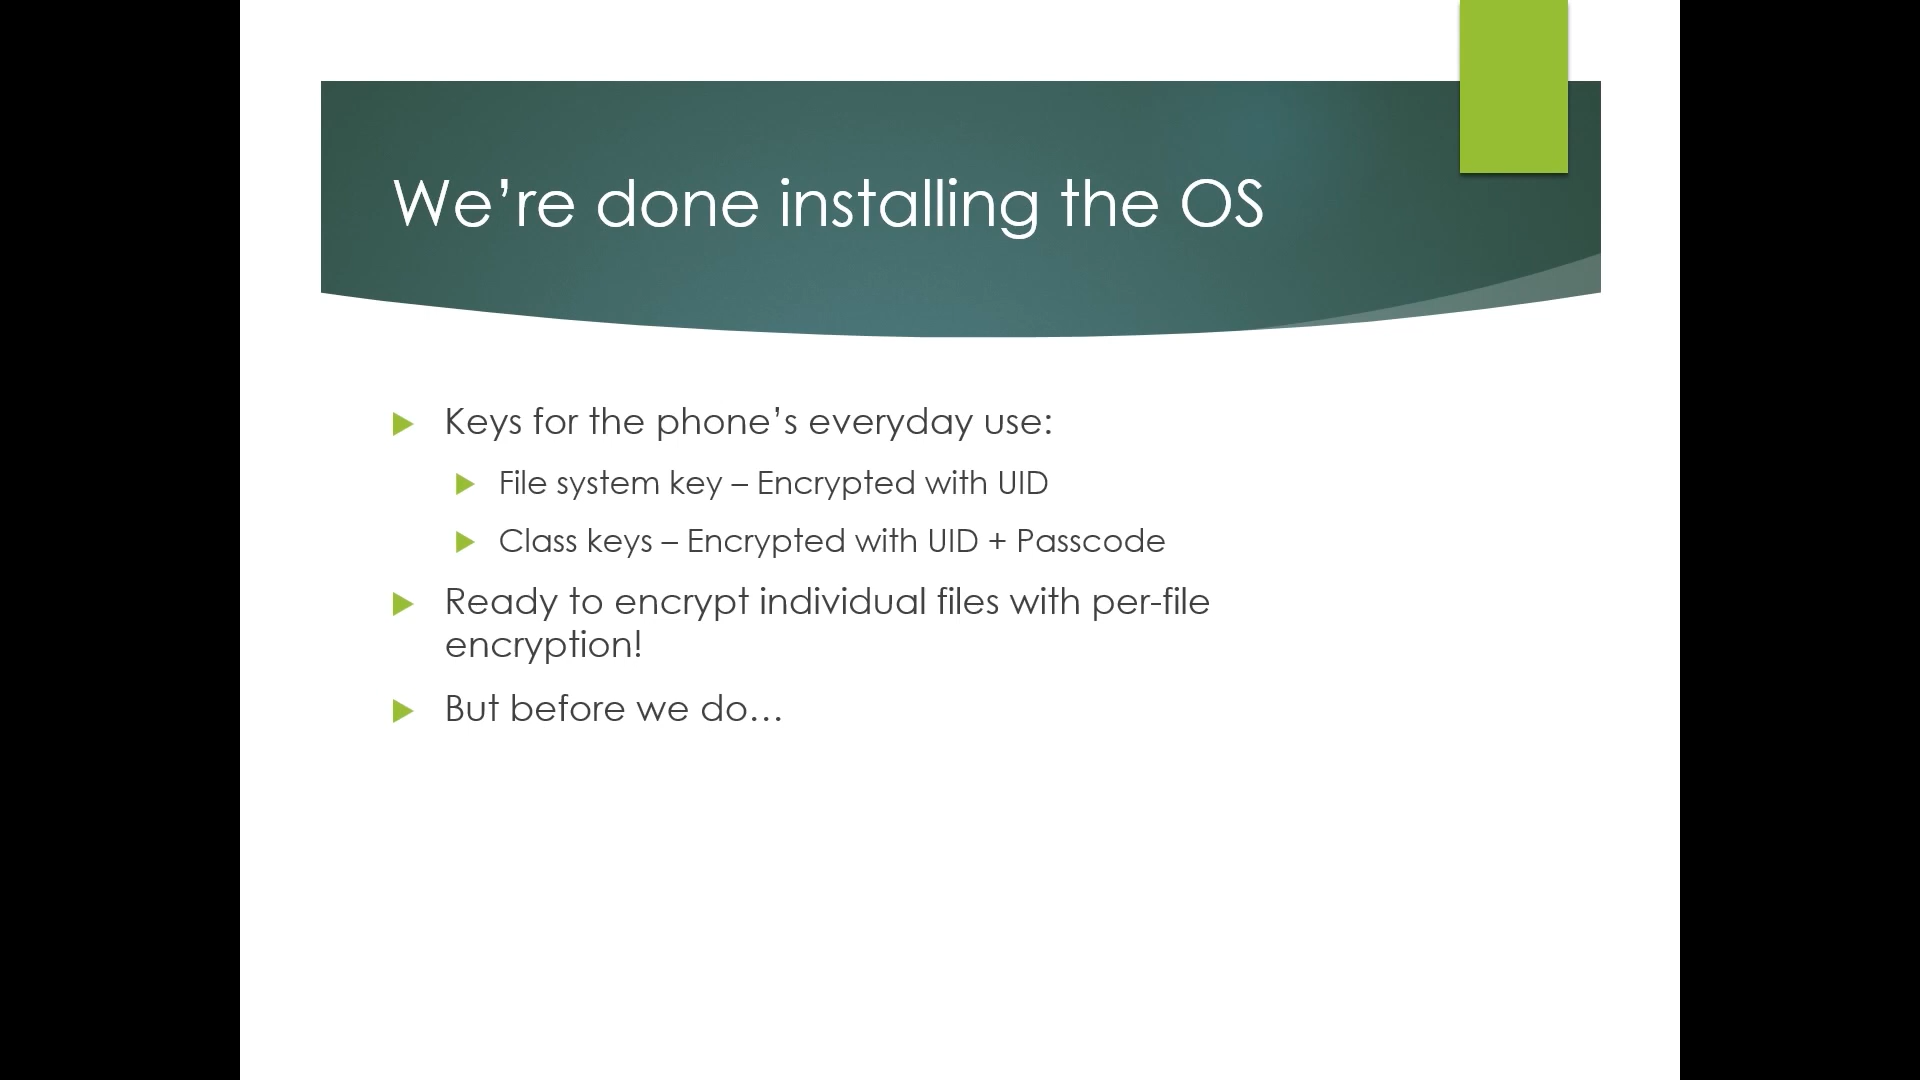 We’re done installing the OS
Keys for the phone’s everyday use:
File system key – Encrypted with UID
Class keys – Encrypted with UID + Passcode
Ready to encrypt individual files with per-file
encryption!
But before we do…